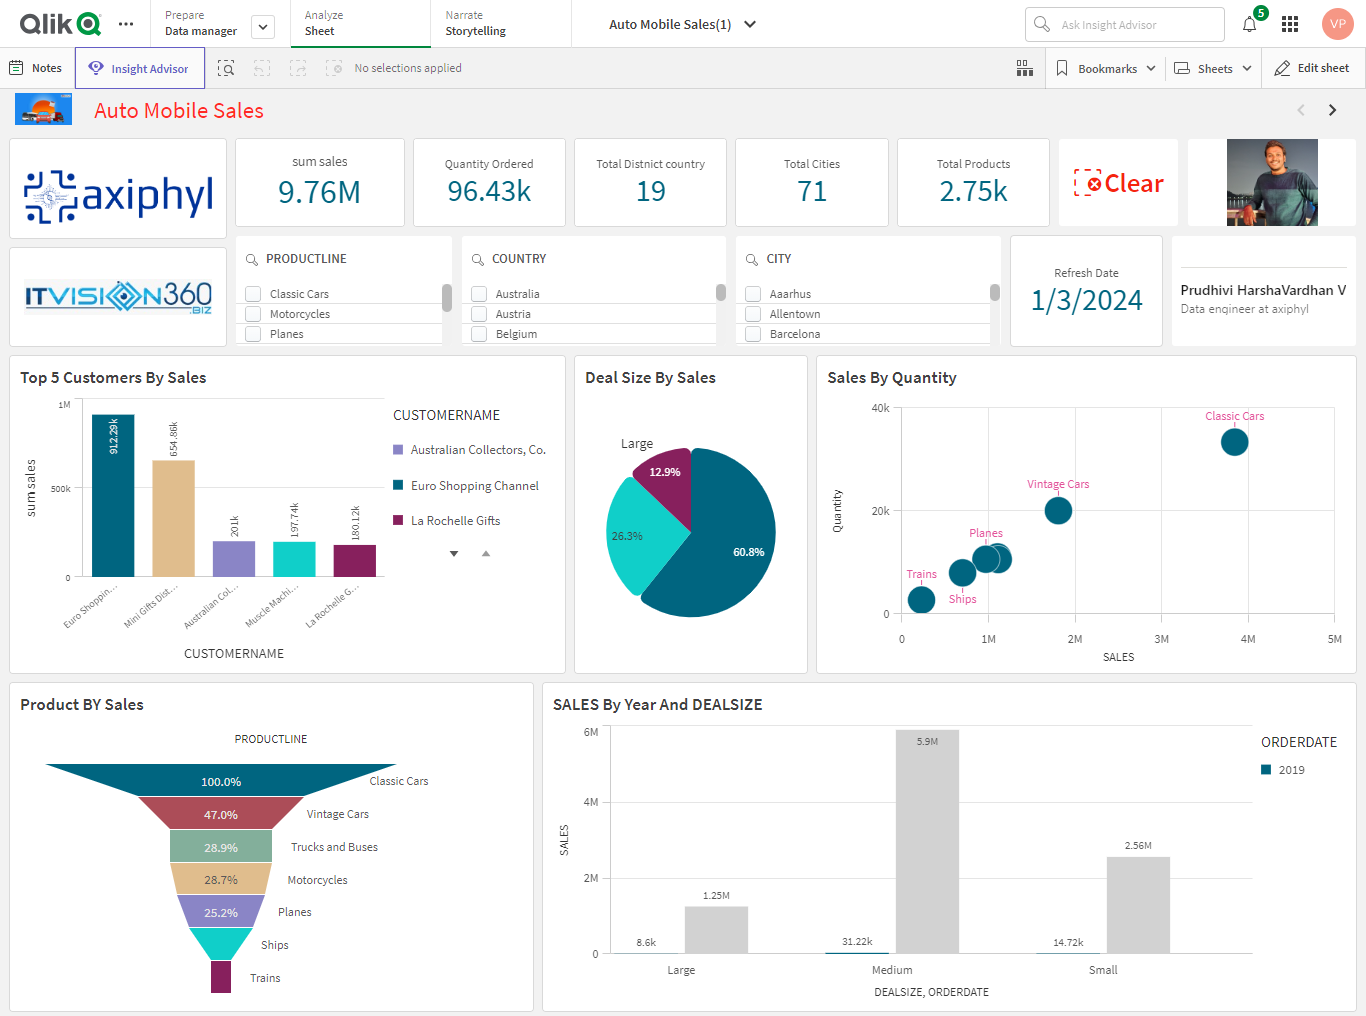 Qlik
Prepare
Data manager
Analyze
Sheet
Narrate
Storytelling
Auto Mobile Sales(1)
Ask Insight Advisor
5
VP
Notes
Insight Advisor
No selections applied
Bookmarks
Sheets
Edit sheet
Auto Mobile Sales
axiphyl
sum sales
9.76M
Quantity Ordered
96.43k
Total Distnict country
19
Total Cities
71
Total Products
2.75k
Clear
ITVISION360
.BIZ
PRODUCTLINE
Classic Cars
Motorcycles
Planes
COUNTRY
Australia
Austria
Belgium
CITY
Aaarhus
Allentown
Barcelona
Refresh Date
1/3/2024
Prudhivi HarshaVardhan V
Data enqineer at axiphyl
Top 5 Customers By Sales
1M
500k
0
sum sales
912.29k
654.86k
201k
197.74k
180.12k
Euro Shoppin...
Mini Gifts Dist...
Australian Col...
Muscle Machi...
La Rochelle G...
CUSTOMERNAME
CUSTOMERNAME
Australian Collectors, Co.
Euro Shopping Channel
La Rochelle Gifts
Deal Size By Sales
Large
12.9%
26.3%
60.8%
Sales By Quantity
40k
20k
0
Quantity
Classic Cars
Vintage Cars
Planes
Trains
Ships
0
1M
2M
3M
4M
5M
SALES
Product BY Sales
PRODUCTLINE
100.0%
Classic Cars
47.0%
Vintage Cars
28.9%
Trucks and Buses
28.7%
Motorcycles
25.2%
Planes
Ships
Trains
SALES By Year And DEALSIZE
6M
4M
2M
0
SALES
8.6k
1.25M
31.22k
5.9M
14.72k
2.56M
Large
Medium
Small
DEALSIZE, ORDERDATE
ORDERDATE
2019